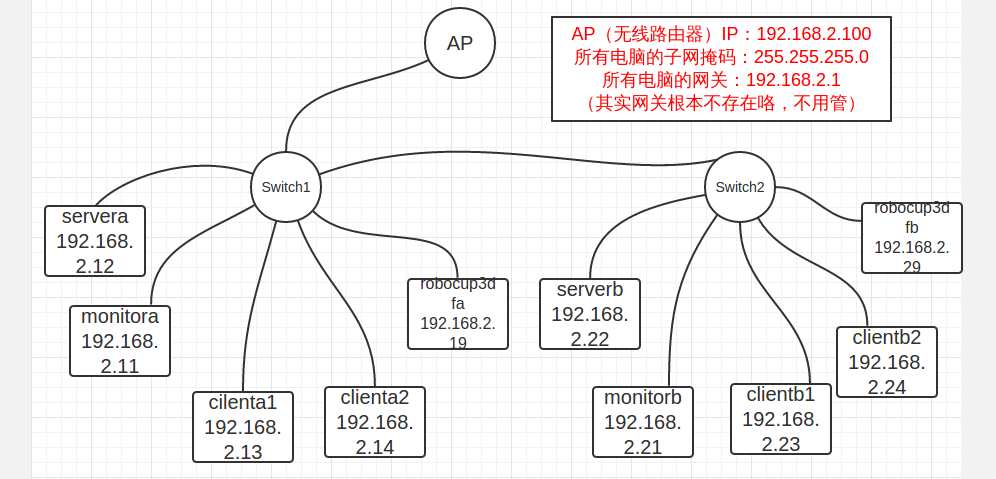 AP
AP（无线路由器）IP：192.168.2.100
所有电脑的子网掩码：255.255.255.0
所有电脑的网关：192.168.2.1
（其实网关根本不存在咯，不用管）
Switch1
Switch2
servera
192.168.
2.12
monitora
192.168.
2.11
cilenta1
192.168.
2.13
clienta2
192.168.
2.14
robocup3d
fa
192.168.2.
19
serverb
192.168.
2.22
monitorb
192.168.
2.21
clientb1
192.168.
2.23
clientb2
192.168.
2.24
robocup3d
fb
192.168.2.
29